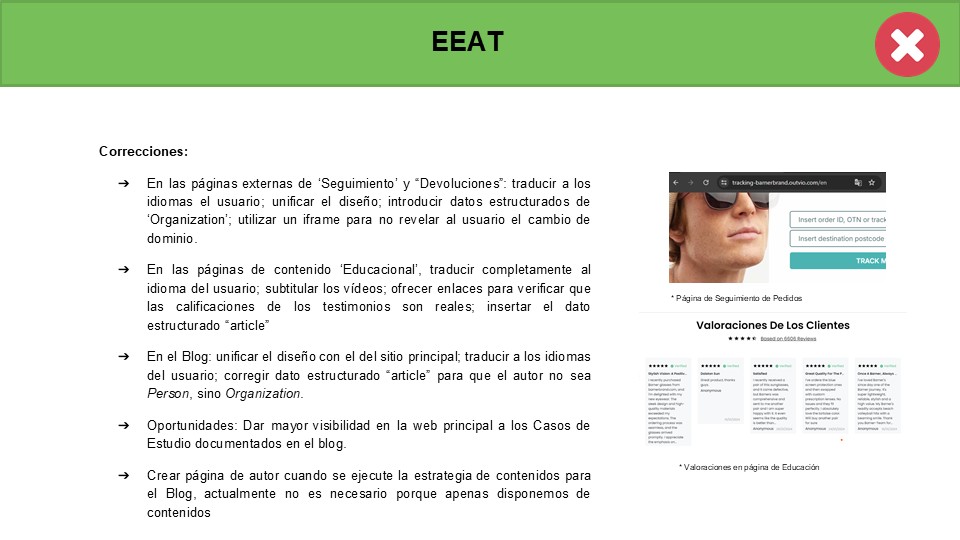 EEAT
Correcciones:
➔ En las páginas externas de ‘Seguimiento’ y “Devoluciones”: traducir a los
idiomas el usuario; unificar el diseño; introducir datos estructurados de
‘Organization’; utilizar un iframe para no revelar al usuario el cambio de
dominio.
➔ En las páginas de contenido ‘Educacional’, traducir completamente al
idioma del usuario; subtitular los vídeos; ofrecer enlaces para verificar que
las calificaciones de los testimonios son reales; insertar el dato
estructurado “article”
➔ En el Blog: unificar el diseño con el del sitio principal; traducir a los idiomas
del usuario; corregir dato estructurado “article” para que el autor no sea
Person, sino Organization.
➔ Oportunidades: Dar mayor visibilidad en la web principal a los Casos de
Estudio documentados en el blog.
➔ Crear página de autor cuando se ejecute la estrategia de contenidos para
el Blog, actualmente no es necesario porque apenas disponemos de
contenidos
tracking-barnerbrand.outvio.com/en
Insert order ID, OTN or track
Insert destination postcode
TRACK M
* Página de Seguimiento de Pedidos
Valoraciones De Los Clientes
Based on 6606 Reviews
* Valoraciones en página de Educación